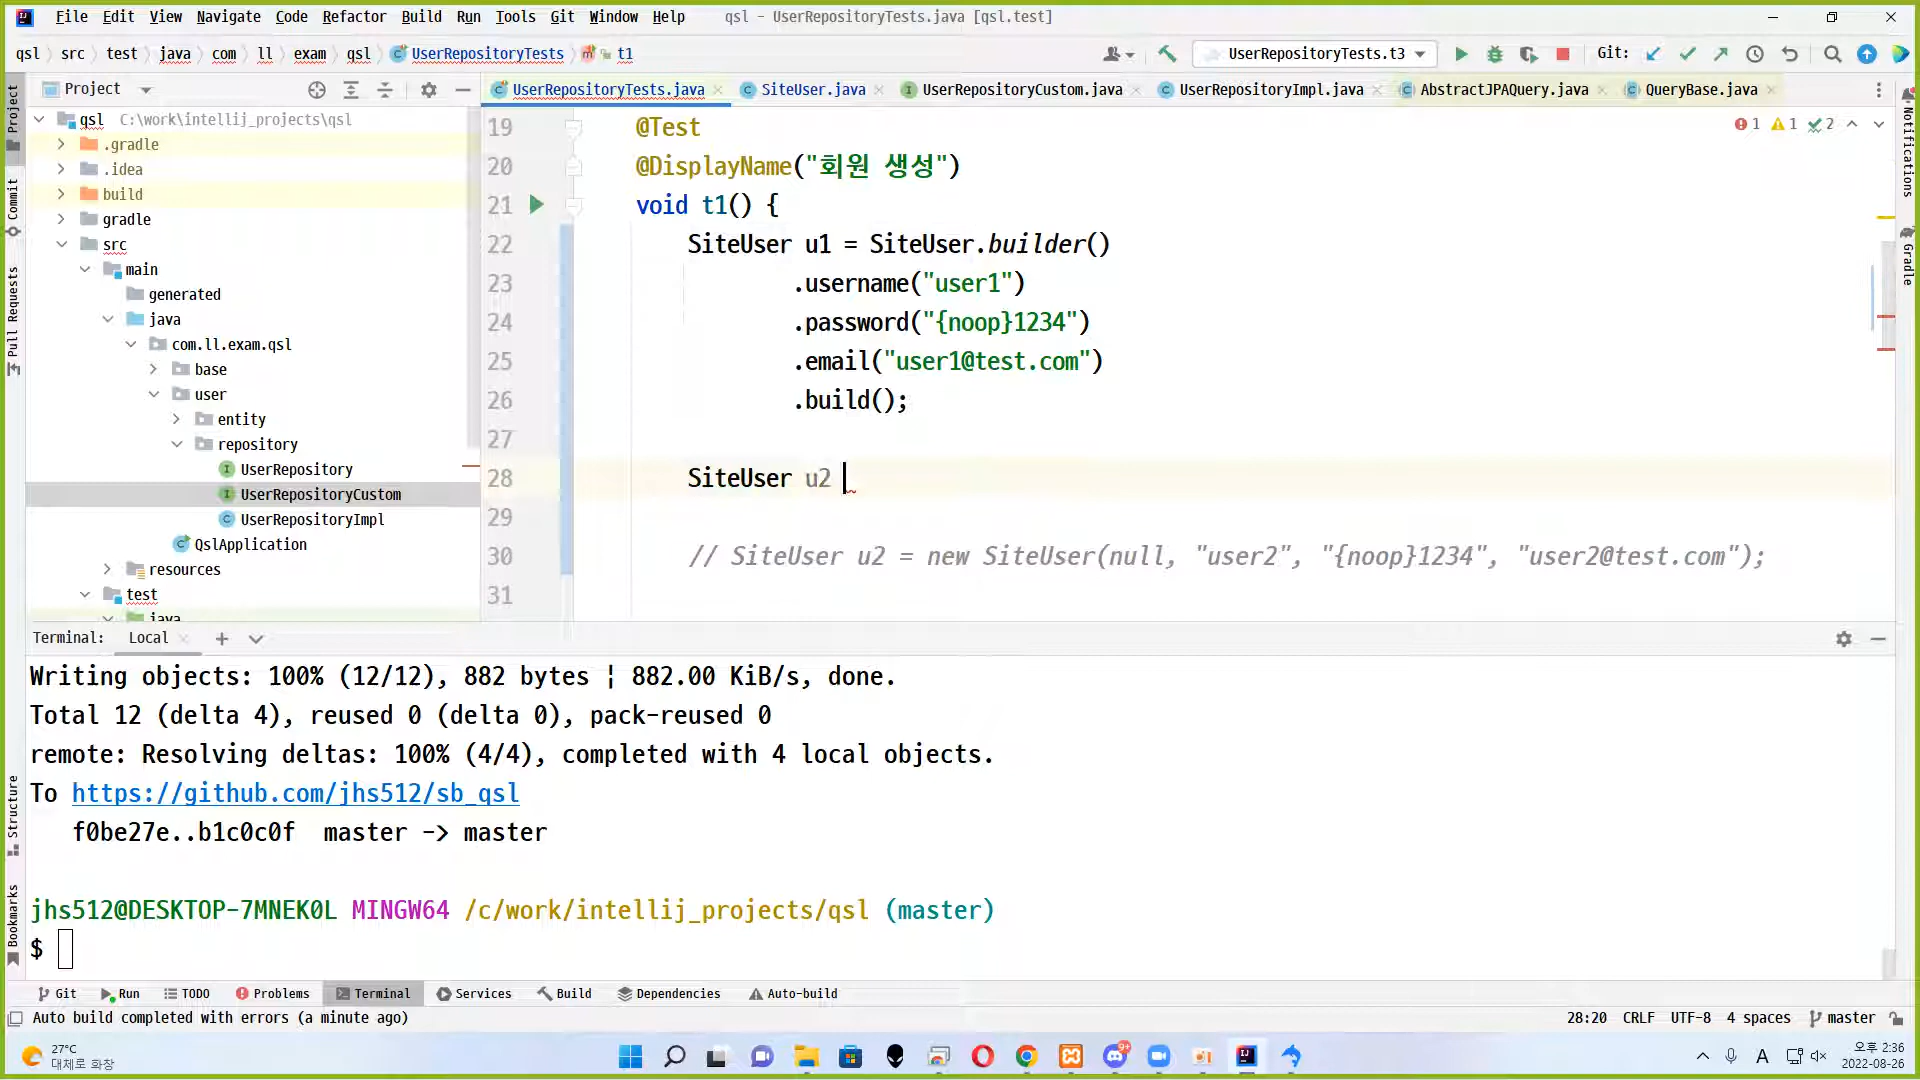 File Edit View Navigate Code Refactor Build Run Tools Git Window Help qsl - UserRepositoryTests.java [qsl.test]
qsl src test java com ll exam qsl UserRepositoryTests t1 UserRepositoryTests.t3 Git:
Project UserRepositoryTests.java SiteUser.java UserRepositoryCustom.java UserRepositoryImpl.java AbstractJPAQuery.java QueryBase.java
1 1 2
qsl C:\work\intellij_projects\qsl
.gradle
.idea
build
gradle
src
main
generated
java
com.ll.exam.qsl
base
user
entity
repository
UserRepository
UserRepositoryCustom
UserRepositoryImpl
QslApplication
resources
test
java
19 @Test
20 @DisplayName("회원 생성")
21 void t1() {
22 SiteUser u1 = SiteUser.builder()
23 .username("user1")
24 .password("{noop}1234")
25 .email("user1@test.com")
26 .build();
27
28 SiteUser u2
29
30 // SiteUser u2 = new SiteUser(null, "user2", "{noop}1234", "user2@test.com");
31
Project
Commit
Pull Requests
Structure
Bookmarks
Notifications
Gradle
Terminal: Local
Writing objects: 100% (12/12), 882 bytes ¦ 882.00 KiB/s, done.
Total 12 (delta 4), reused 0 (delta 0), pack-reused 0
remote: Resolving deltas: 100% (4/4), completed with 4 local objects.
To https://github.com/jhs512/sb_qsl
f0be27e..b1c0c0f master -> master
jhs512@DESKTOP-7MNEK0L MINGW64 /c/work/intellij_projects/qsl (master)
$
Git Run TODO Problems Terminal Services Build Dependencies Auto-build
Auto build completed with errors (a minute ago) 28:20 CRLF UTF-8 4 spaces master
27°C
대체로 화창
9+
A
오후 2:36
2022-08-26